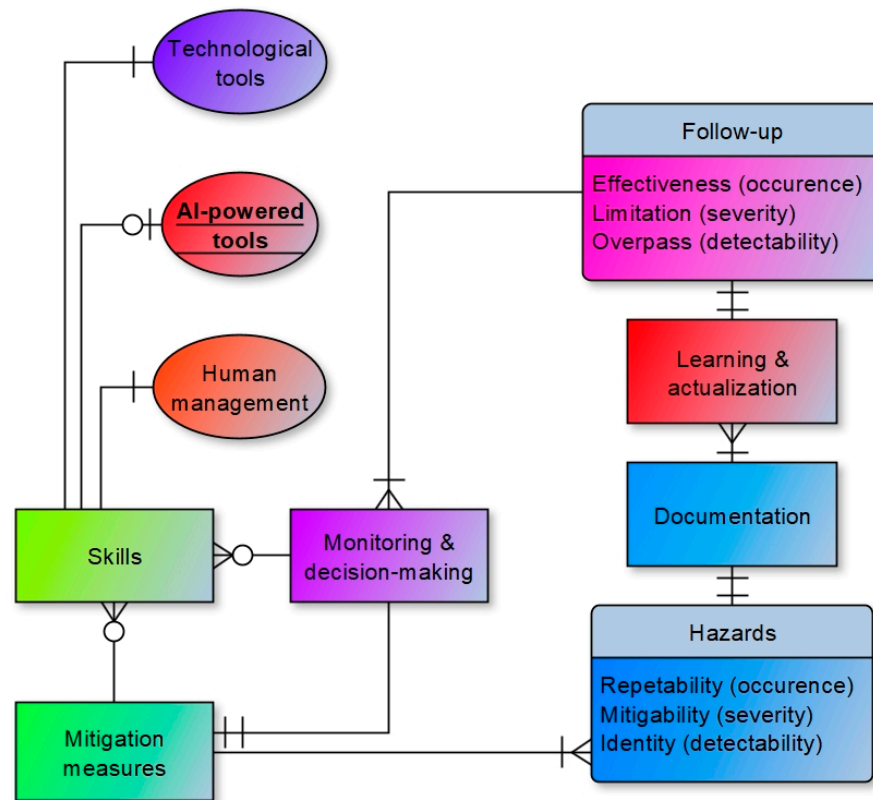 Technological
tools
AI-powered
tools
Human
management
Follow-up
Effectiveness (occurence)
Limitation (severity)
Overpass (detectability)
Learning &
actualization
Documentation
Skills
Monitoring &
decision-making
Hazards
Repetability (occurence)
Mitigability (severity)
Identity (detectability)
Mitigation
measures